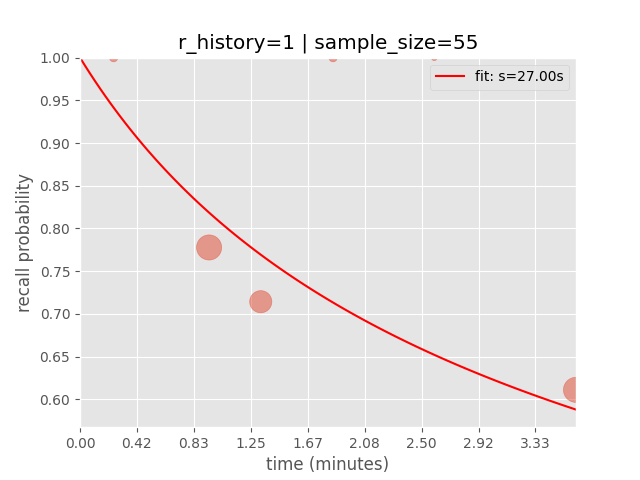 r_history=1 | sample_size=55
fit: s=27.00s
recall probability
1.00
0.95
0.90
0.85
0.80
0.75
0.70
0.65
0.60
0.00 0.42 0.83 1.25 1.67 2.08 2.50 2.92 3.33
time (minutes)